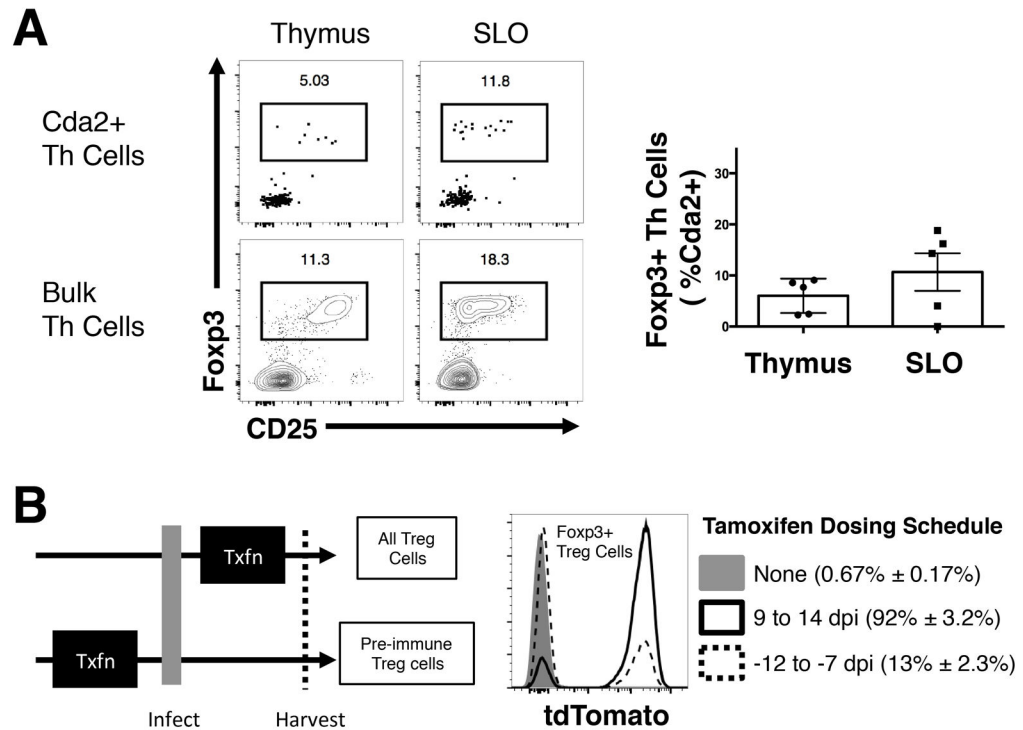 A
Thymus
SLO
Cda2+
Th Cells
5.03
11.8
Bulk
Th Cells
11.3
18.3
Foxp3
CD25
Foxp3+ Th Cells
( %Cda2+)
30
20
10
0
Thymus
SLO
B
Txfn
All Treg
Cells
Txfn
Pre-immune
Treg cells
Infect
Harvest
Foxp3+
Treg Cells
tdTomato
Tamoxifen Dosing Schedule
None (0.67% ± 0.17%)
9 to 14 dpi (92% ± 3.2%)
-12 to -7 dpi (13% ± 2.3%)